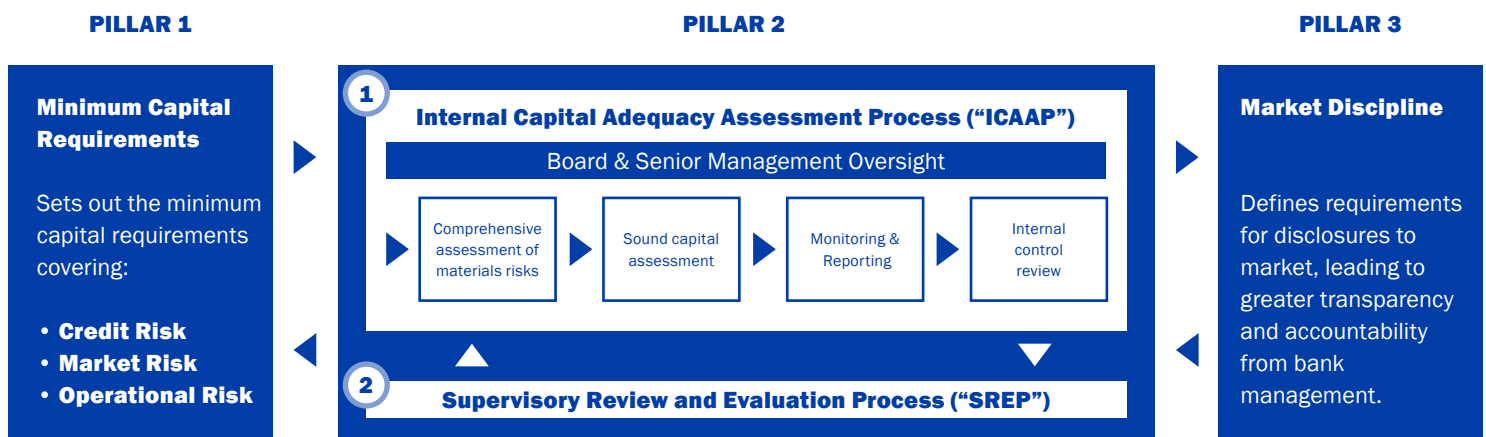 PILLAR 1
PILLAR 2
PILLAR 3
Minimum Capital
Requirements
Sets out the minimum
capital requirements
covering:
• Credit Risk
• Market Risk
• Operational Risk
1
Internal Capital Adequacy Assessment Process (“ICAAP”)
Board & Senior Management Oversight
Comprehensive
assessment of
materials risks
Sound capital
assessment
Monitoring &
Reporting
Internal
control
review
2
Supervisory Review and Evaluation Process (“SREP”)
Market Discipline
Defines requirements
for disclosures to
market, leading to
greater transparency
and accountability
from bank
management.